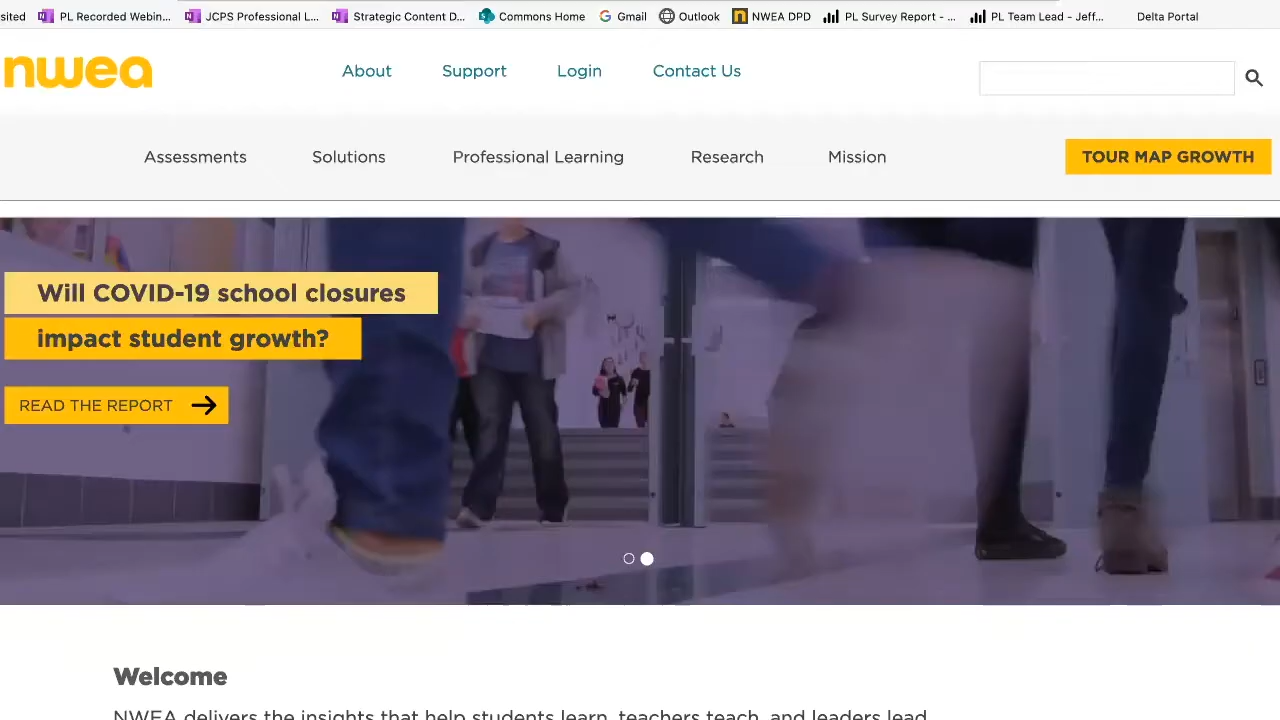 sited PL Recorded Webin... JCPS Professional L... Strategic Content D... Commons Home Gmail Outlook NWEA DPD PL Survey Report - ... PL Team Lead - Jeff... Delta Portal
nwea
About Support Login Contact Us
Assessments Solutions Professional Learning Research Mission TOUR MAP GROWTH
Will COVID-19 school closures
impact student growth?
READ THE REPORT
Welcome
NWEA delivers the insights that help students learn, teachers teach, and leaders lead